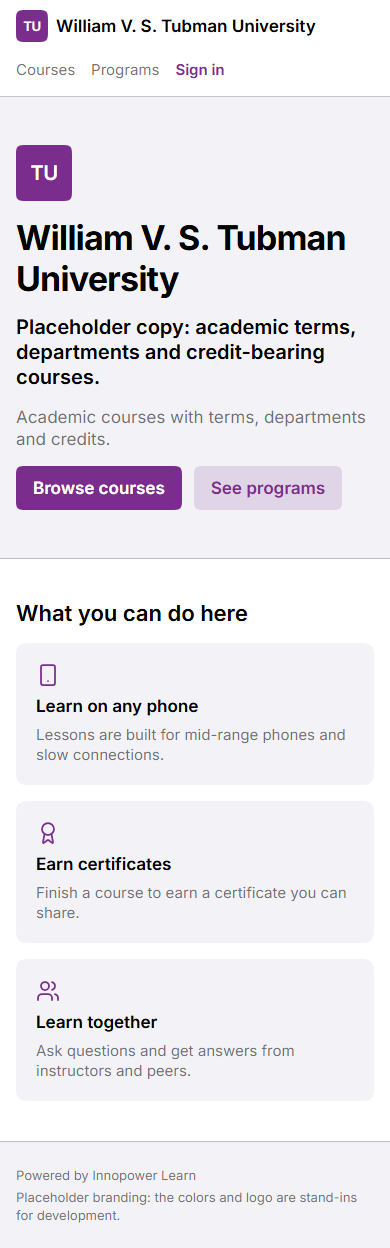 TU William V. S. Tubman University
Courses Programs Sign in
TU
William V. S. Tubman
University
Placeholder copy: academic terms,
departments and credit-bearing
courses.
Academic courses with terms, departments
and credits.
Browse courses See programs
What you can do here
Learn on any phone
Lessons are built for mid-range phones and
slow connections.
Earn certificates
Finish a course to earn a certificate you can
share.
Learn together
Ask questions and get answers from
instructors and peers.
Powered by Innopower Learn
Placeholder branding: the colors and logo are stand-ins
for development.